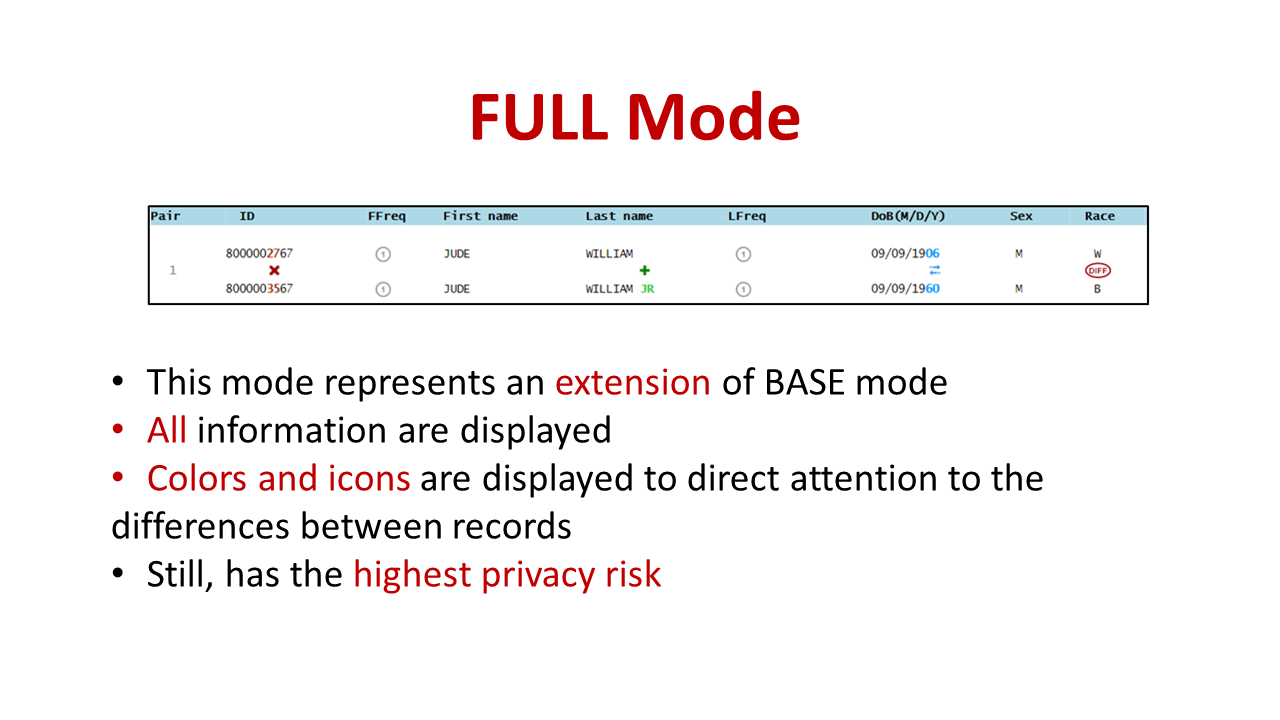 FULL Mode
Pair ID FFreq First name Last name LFreq DoB(M/D/Y) Sex Race
8000002767 1 JUDE WILLIAM 1 09/09/1906 M W
1 DIFF
8000003567 1 JUDE WILLIAM JR 1 09/09/1960 M B
• This mode represents an extension of BASE mode
• All information are displayed
• Colors and icons are displayed to direct attention to the
differences between records
• Still, has the highest privacy risk